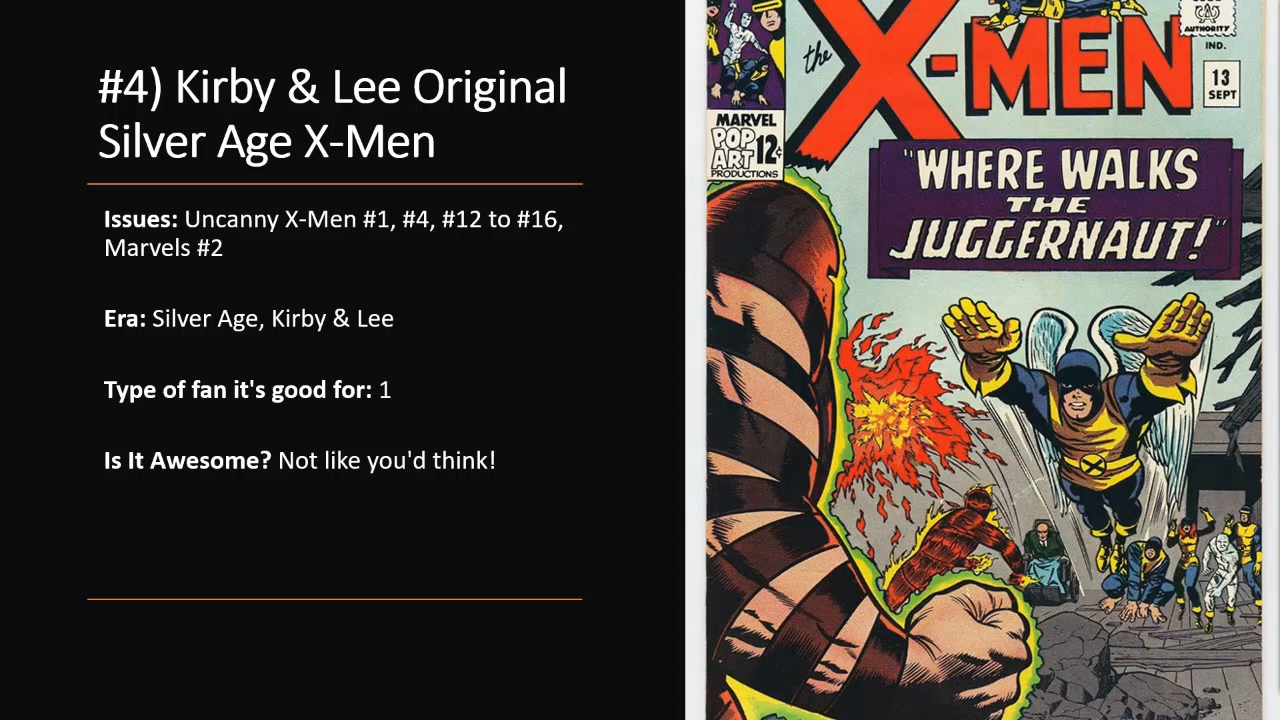 #4) Kirby & Lee Original
Silver Age X-Men
Issues: Uncanny X-Men #1, #4, #12 to #16,
Marvels #2
Era: Silver Age, Kirby & Lee
Type of fan it's good for: 1
Is It Awesome? Not like you'd think!
the X-MEN
AUTHORITY
IND.
13
SEPT
MARVEL
POP
ART 12¢
PRODUCTIONS
"WHERE WALKS
THE
JUGGERNAUT!"